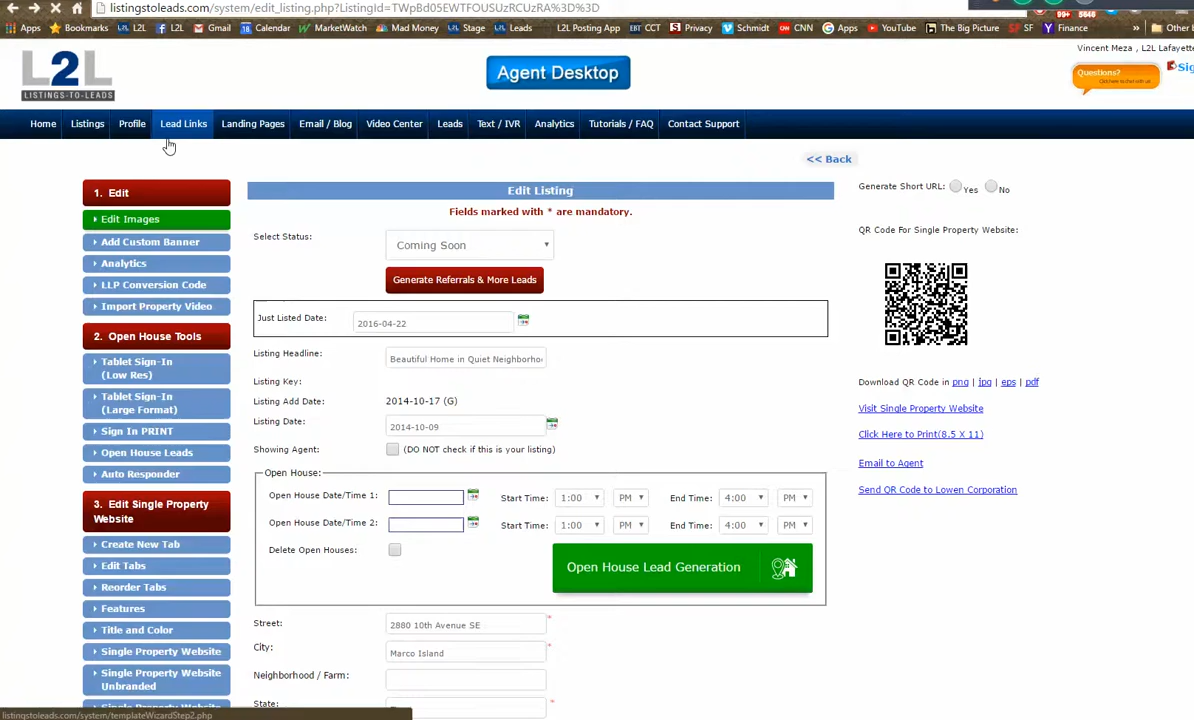 listingstoleads.com/system/edit_listing.php?ListingId=TWpBd05EWTFOUSUzRCUzRA%3D%3D
Apps Bookmarks L2L L2L Gmail Calendar MarketWatch Mad Money Stage Leads L2L Posting App CCT Privacy Schmidt CNN Apps YouTube The Big Picture SF Finance » Other
99+ 5646
Vincent Meza , L2L Lafayett
L2L
LISTINGS-TO-LEADS
Agent Desktop
Questions?
Click here to chat with us
Sig
Home Listings Profile Lead Links Landing Pages Email / Blog Video Center Leads Text / IVR Analytics Tutorials / FAQ Contact Support
<< Back
1. Edit
Edit Images
Add Custom Banner
Analytics
LLP Conversion Code
Import Property Video
2. Open House Tools
Tablet Sign-In
(Low Res)
Tablet Sign-In
(Large Format)
Sign In PRINT
Open House Leads
Auto Responder
3. Edit Single Property
Website
Create New Tab
Edit Tabs
Reorder Tabs
Features
Title and Color
Single Property Website
Single Property Website
Unbranded
Edit Listing
Fields marked with * are mandatory.
Select Status: Coming Soon
Generate Referrals & More Leads
Just Listed Date: 2016-04-22
Listing Headline: Beautiful Home in Quiet Neighborho
Listing Key:
Listing Add Date: 2014-10-17 (G)
Listing Date: 2014-10-09
Showing Agent: (DO NOT check if this is your listing)
Open House:
Open House Date/Time 1: Start Time: 1:00 PM End Time: 4:00 PM
Open House Date/Time 2: Start Time: 1:00 PM End Time: 4:00 PM
Delete Open Houses:
Open House Lead Generation
Street: 2880 10th Avenue SE *
City: Marco Island *
Neighborhood / Farm:
State: *
Generate Short URL: Yes No
QR Code For Single Property Website:
Download QR Code in png | jpg | eps | pdf
Visit Single Property Website
Click Here to Print(8.5 X 11)
Email to Agent
Send QR Code to Lowen Corporation
listingstoleads.com/system/templateWizardStep2.php